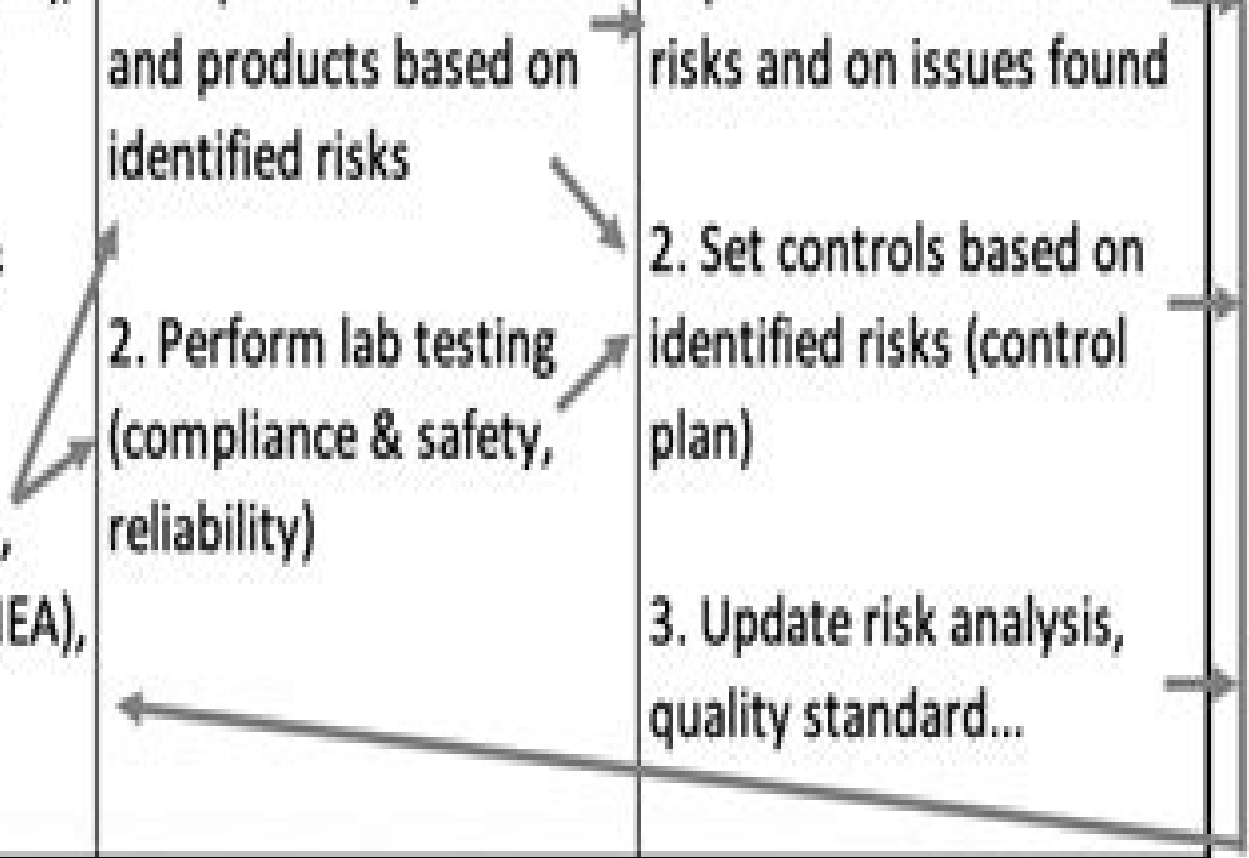 and products based on
identified risks
2. Perform lab testing
(compliance & safety,
reliability)
risks and on issues found
2. Set controls based on
identified risks (control
plan)
3. Update risk analysis,
quality standard...
EA),